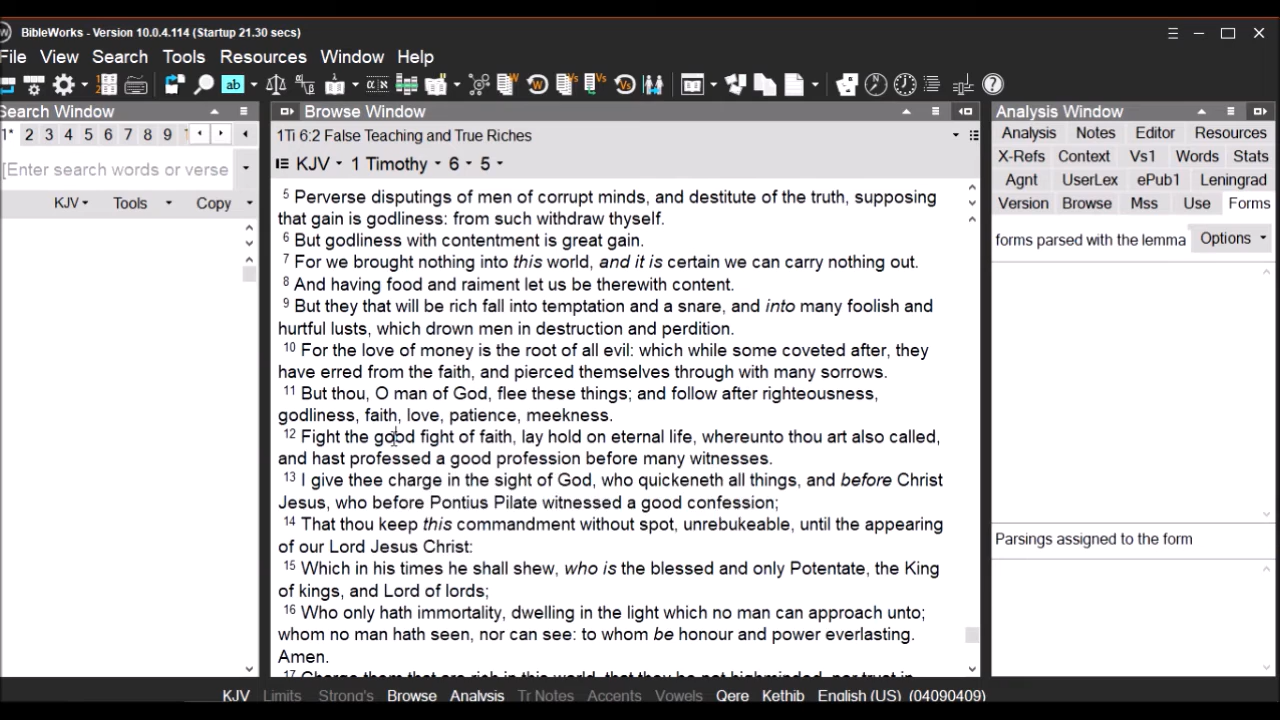 BibleWorks - Version 10.0.4.114 (Startup 21.30 secs)
File View Search Tools Resources Window Help
Search Window
1* 2 3 4 5 6 7 8 9
[Enter search words or verse
KJV Tools Copy
Browse Window
1Ti 6:2 False Teaching and True Riches
KJV 1 Timothy 6 5
5 Perverse disputings of men of corrupt minds, and destitute of the truth, supposing
that gain is godliness: from such withdraw thyself.
6 But godliness with contentment is great gain.
7 For we brought nothing into this world, and it is certain we can carry nothing out.
8 And having food and raiment let us be therewith content.
9 But they that will be rich fall into temptation and a snare, and into many foolish and
hurtful lusts, which drown men in destruction and perdition.
10 For the love of money is the root of all evil: which while some coveted after, they
have erred from the faith, and pierced themselves through with many sorrows.
11 But thou, O man of God, flee these things; and follow after righteousness,
godliness, faith, love, patience, meekness.
12 Fight the good fight of faith, lay hold on eternal life, whereunto thou art also called,
and hast professed a good profession before many witnesses.
13 I give thee charge in the sight of God, who quickeneth all things, and before Christ
Jesus, who before Pontius Pilate witnessed a good confession;
14 That thou keep this commandment without spot, unrebukeable, until the appearing
of our Lord Jesus Christ:
15 Which in his times he shall shew, who is the blessed and only Potentate, the King
of kings, and Lord of lords;
16 Who only hath immortality, dwelling in the light which no man can approach unto;
whom no man hath seen, nor can see: to whom be honour and power everlasting.
Amen.
17 Charge them that are rich in this world, that they be not highminded, nor trust in
Analysis Window
Analysis Notes Editor Resources
X-Refs Context Vs1 Words Stats
Agnt UserLex ePub1 Leningrad
Version Browse Mss Use Forms
forms parsed with the lemma Options
Parsings assigned to the form
KJV Limits Strong's Browse Analysis Tr Notes Accents Vowels Qere Kethib English (US) (04090409)